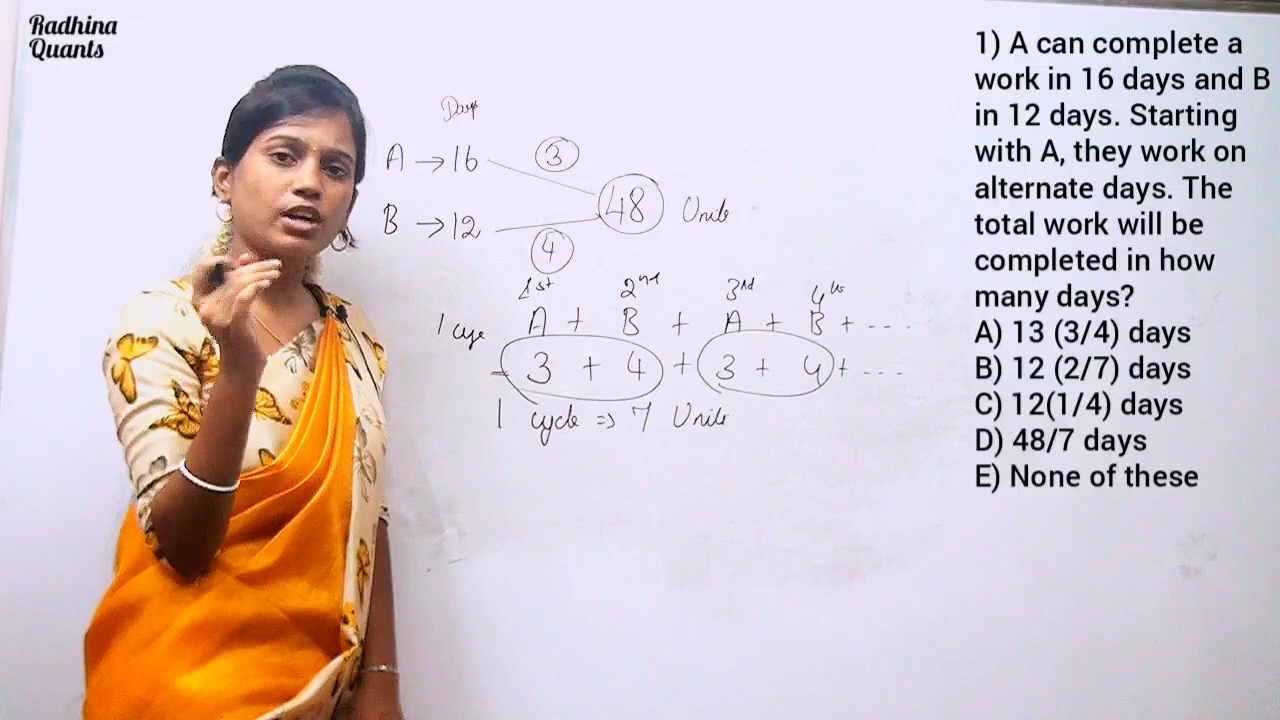 Radhina
Quants
Days
A → 16 3
48 Units
B → 12
4
1st 2nd 3rd 4th
1 cyc A + B + A + B + ....
= 3 + 4 + 3 + 4 + ....
1 cycle => 7 Units
1) A can complete a
work in 16 days and B
in 12 days. Starting
with A, they work on
alternate days. The
total work will be
completed in how
many days?
A) 13 (3/4) days
B) 12 (2/7) days
C) 12(1/4) days
D) 48/7 days
E) None of these